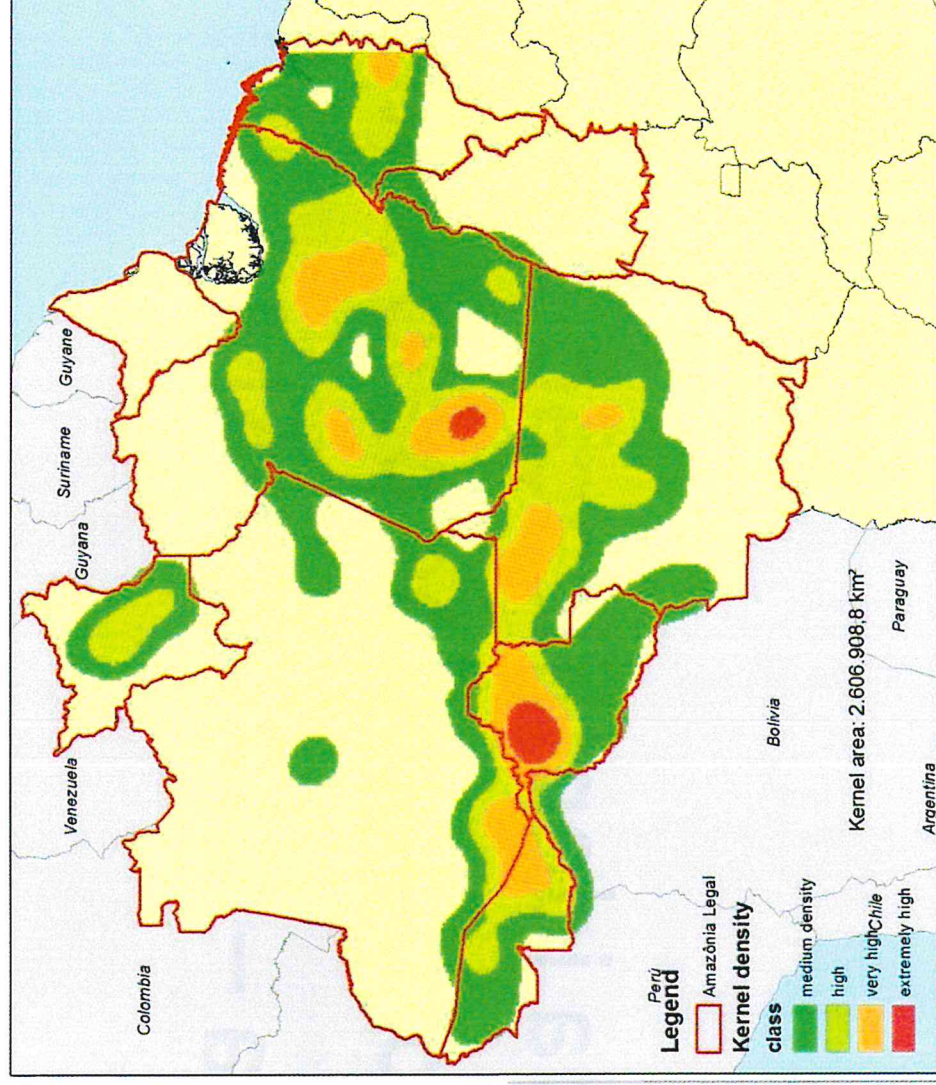 Colombia
Venezuela
Guyana
Suriname
Guyane
Perú
Legend
Amazônia Legal
Kernel density
class
medium density
high
very high
Chile
extremely high
Bolivia
Kernel area: 2.606.908,8 km²
Paraguay
Argentina